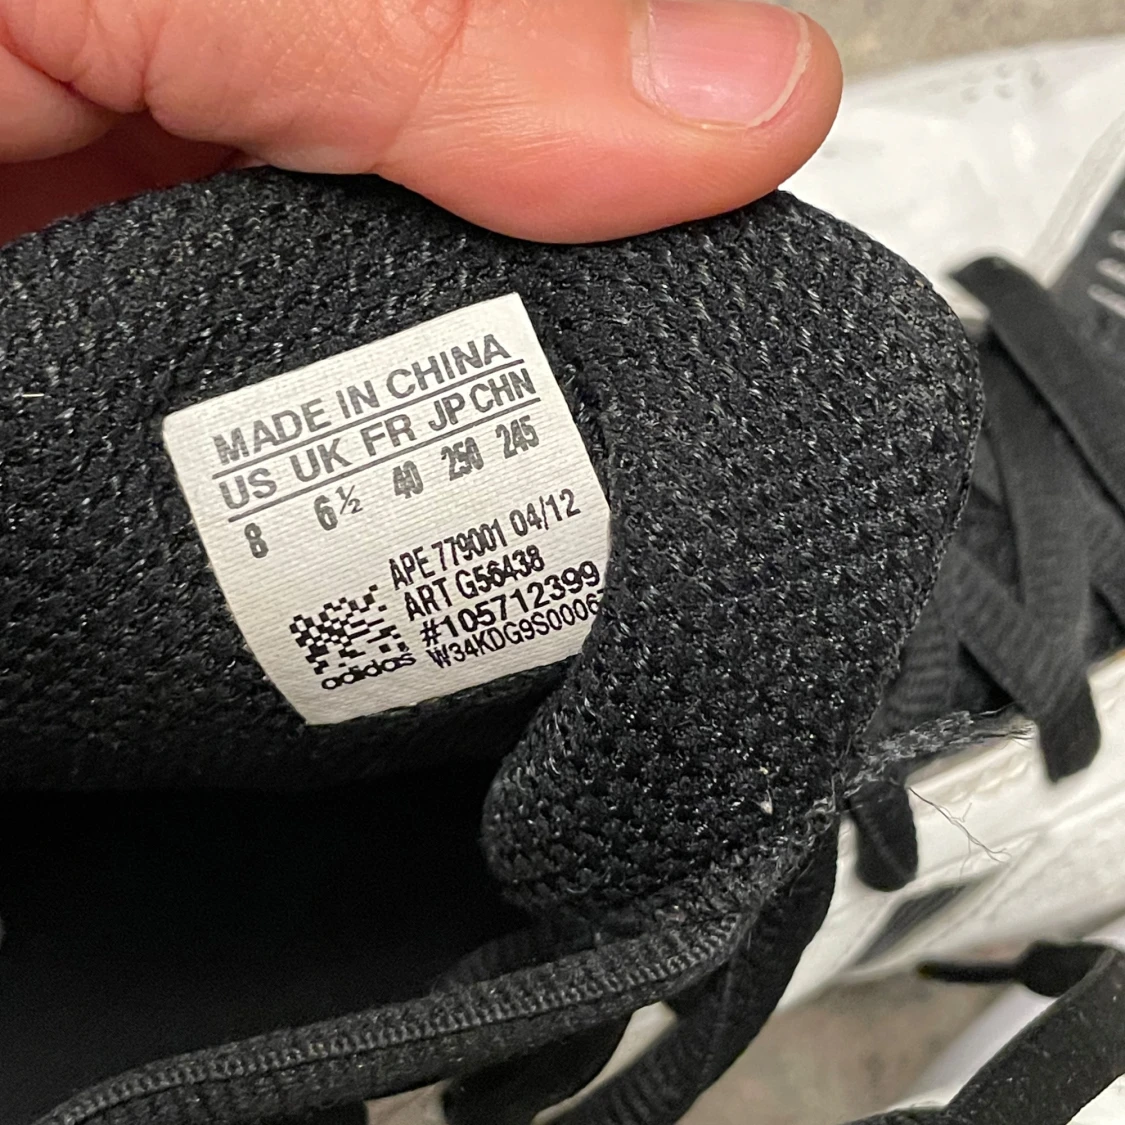 MADE IN CHINA
US UK FR JP CHN
8 6½ 40 250 245
APE 779001 04/12
ART G56438
#105712399
W34KDG9S0006
adidas